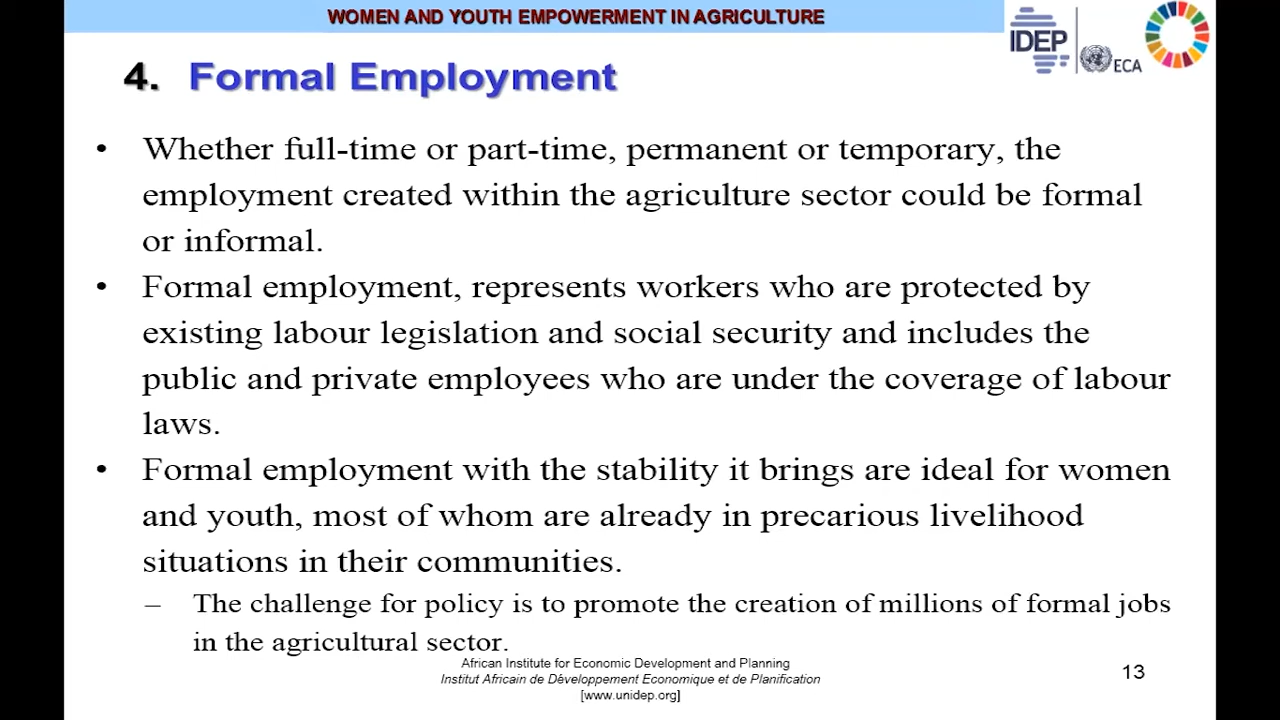 WOMEN AND YOUTH EMPOWERMENT IN AGRICULTURE
IDEP
ECA
4. Formal Employment
• Whether full-time or part-time, permanent or temporary, the
employment created within the agriculture sector could be formal
or informal.
• Formal employment, represents workers who are protected by
existing labour legislation and social security and includes the
public and private employees who are under the coverage of labour
laws.
• Formal employment with the stability it brings are ideal for women
and youth, most of whom are already in precarious livelihood
situations in their communities.
– The challenge for policy is to promote the creation of millions of formal jobs
in the agricultural sector.
African Institute for Economic Development and Planning
Institut Africain de Développement Economique et de Planification
[www.unidep.org]
13